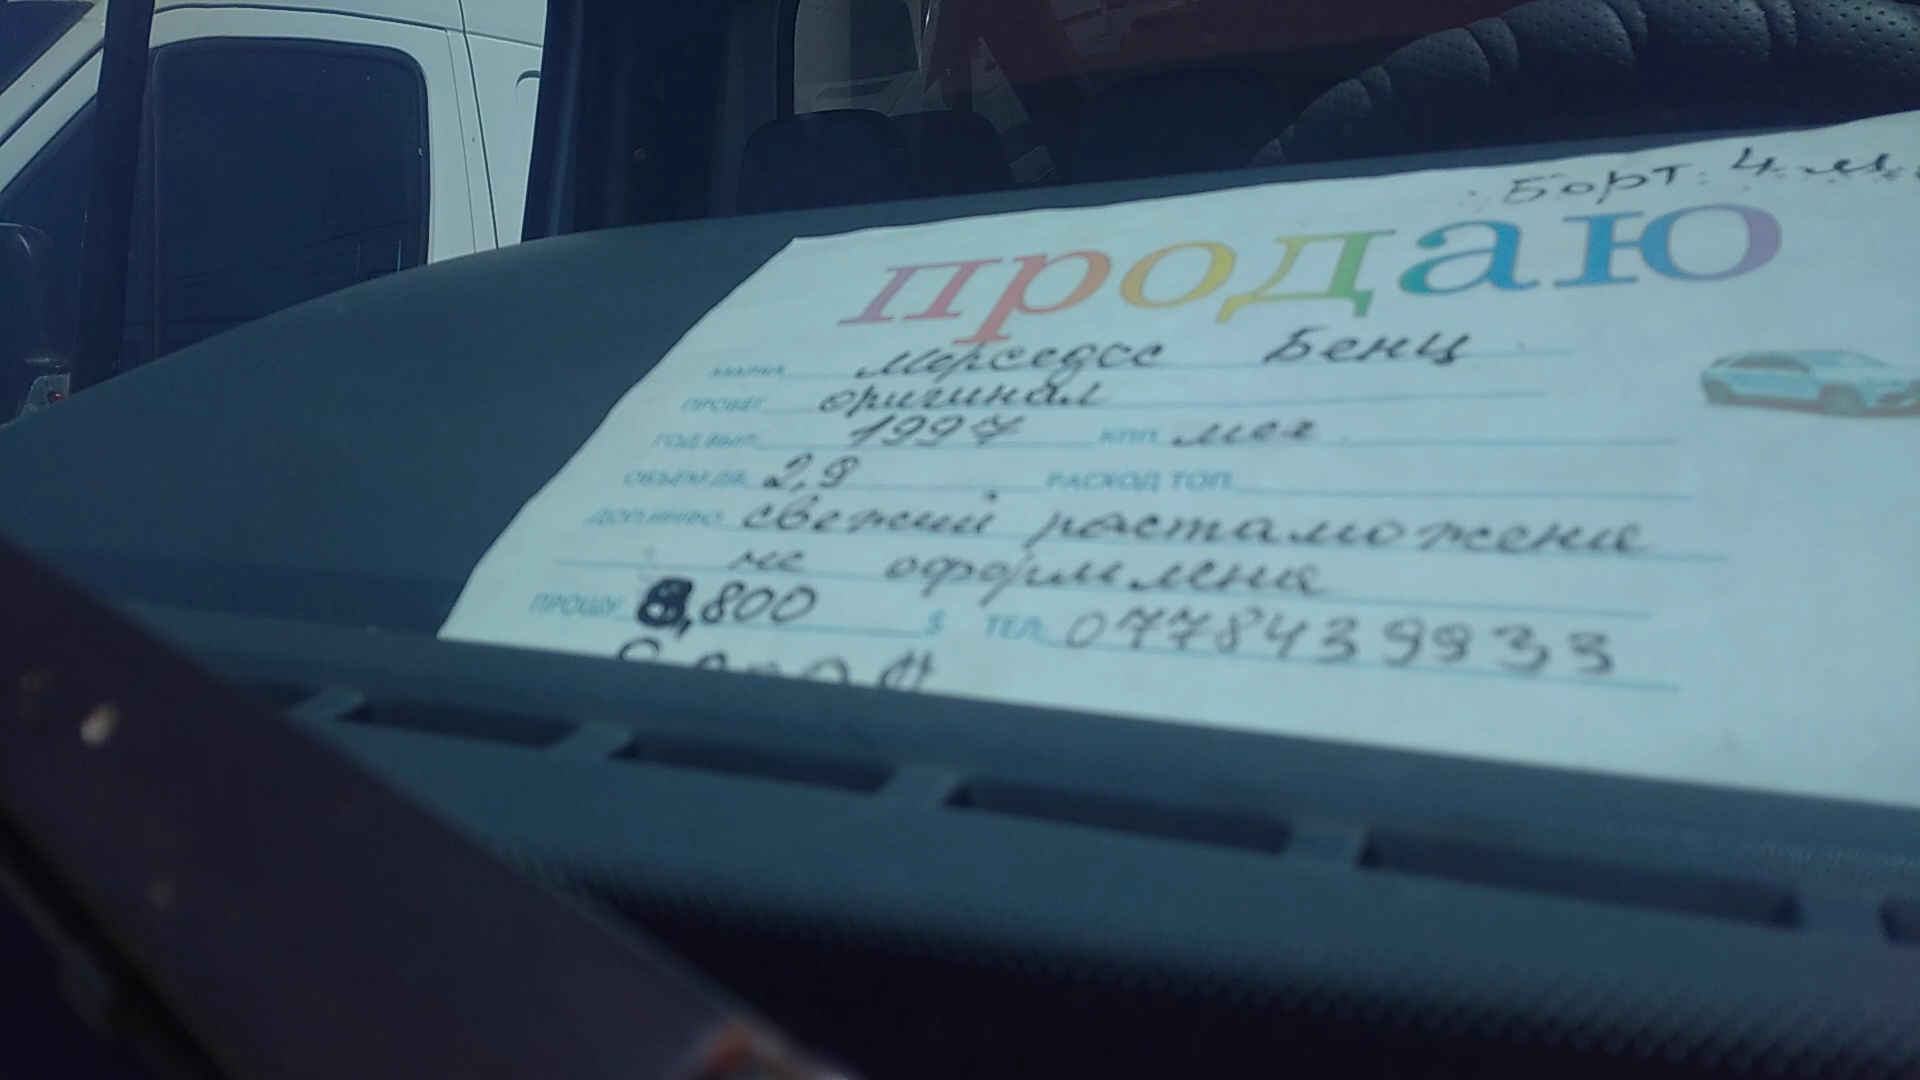 Борт. 4 м.
продаю
МАРКА Мерседес Бенц
ПРОБЕГ оригинал
ГОД ВЫП. 1997 КПП мех.
ОБЪЕМ ДВ. 2,9 РАСХОД ТОП.
ДОП.ИНФО свежий растаможена
не оформлена
ПРОШУ 8,800 $ ТЕЛ. 0778439933